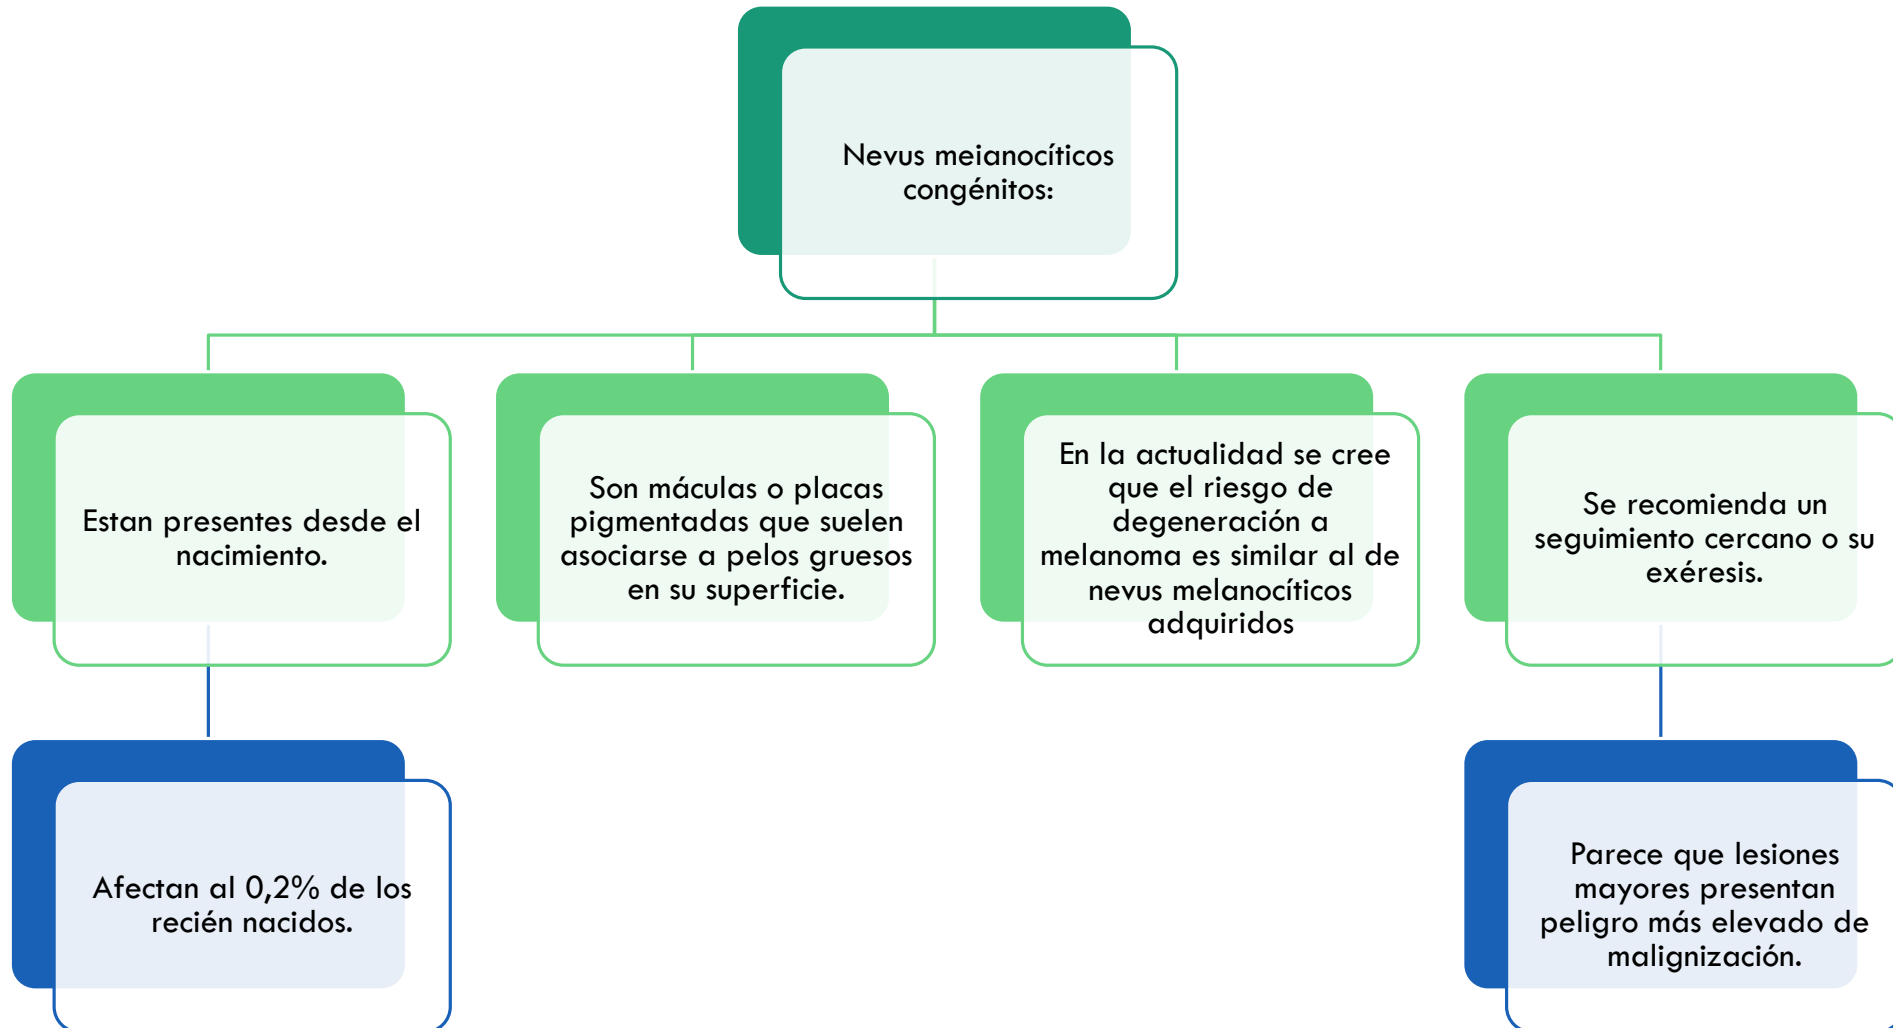 Nevus meianocíticos
congénitos:
Estan presentes desde el
nacimiento.
Son máculas o placas
pigmentadas que suelen
asociarse a pelos gruesos
en su superficie.
En la actualidad se cree
que el riesgo de
degeneración a
melanoma es similar al de
nevus melanocíticos
adquiridos
Se recomienda un
seguimiento cercano o su
exéresis.
Afectan al 0,2% de los
recién nacidos.
Parece que lesiones
mayores presentan
peligro más elevado de
malignización.